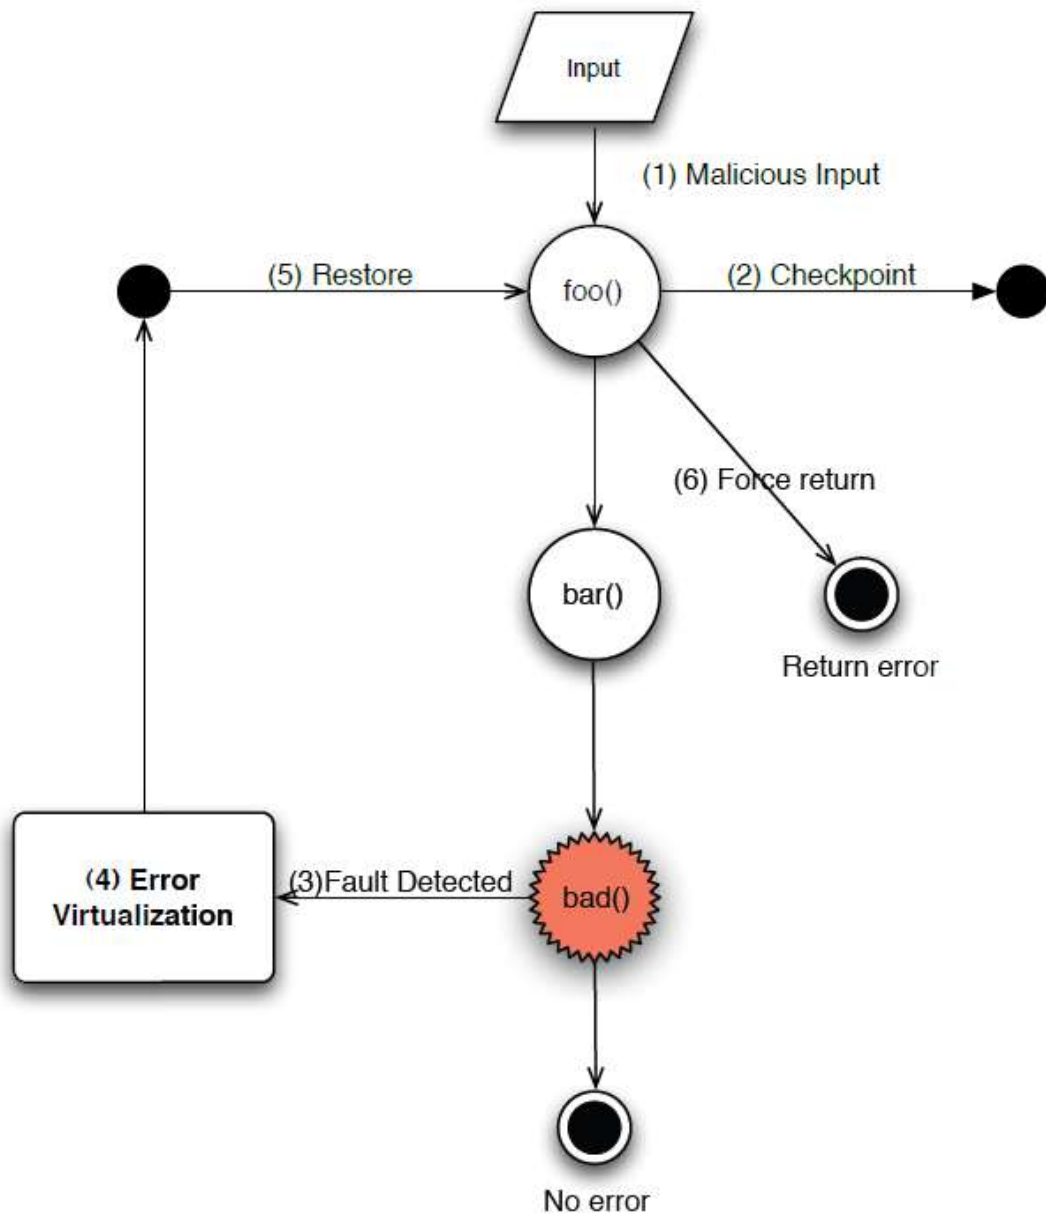 Input
(1) Malicious Input
(5) Restore
foo()
(2) Checkpoint
(6) Force return
bar()
Return error
(4) Error
Virtualization
(3)Fault Detected
bad()
No error